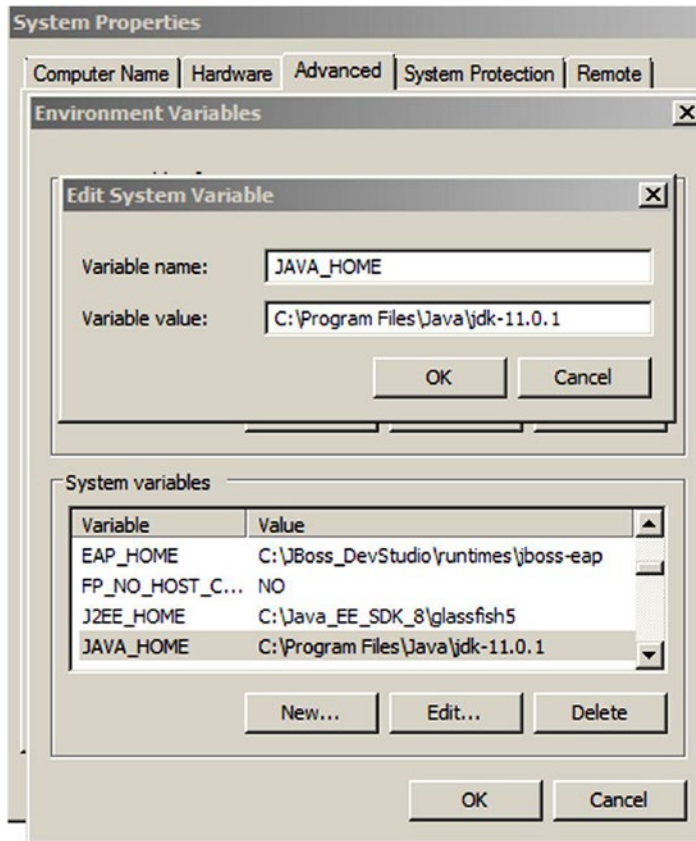 System Properties
Computer Name Hardware Advanced System Protection Remote
Environment Variables
Edit System Variable
Variable name: JAVA_HOME
Variable value: C:\Program Files\Java\jdk-11.0.1
OK Cancel
System variables
Variable Value
EAP_HOME C:\JBoss_DevStudio\runtimes\jboss-eap
FP_NO_HOST_C... NO
J2EE_HOME C:\Java_EE_SDK_8\glassfish5
JAVA_HOME C:\Program Files\Java\jdk-11.0.1
New... Edit... Delete
OK Cancel